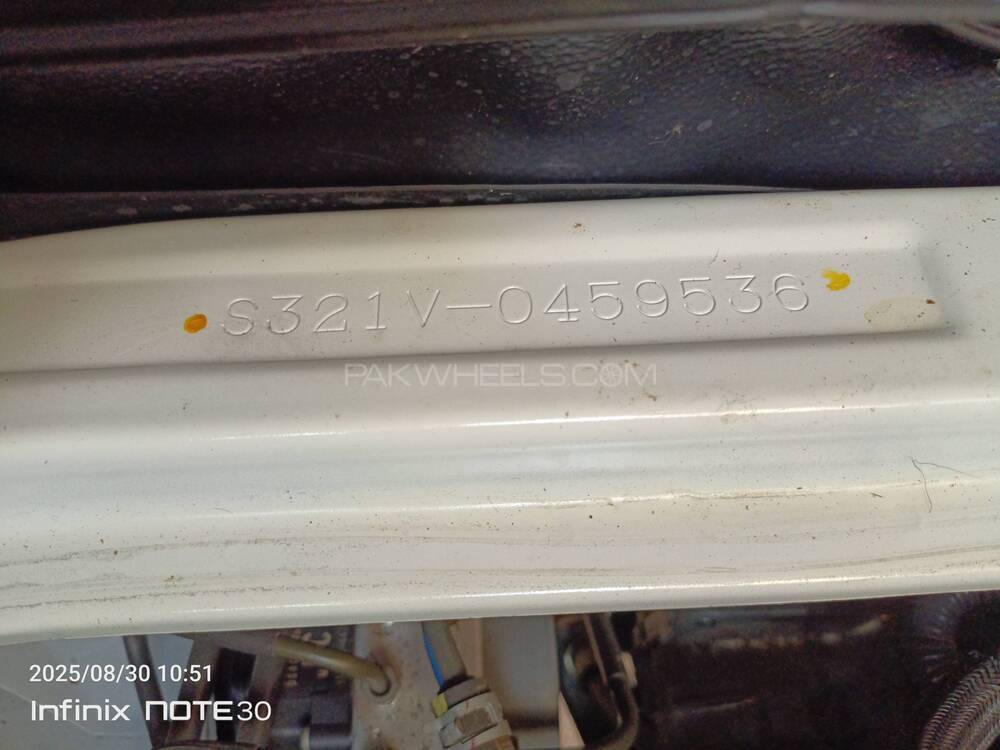 S321V-0459536
PAKWHEELS.COM
2025/08/30 10:51
Infinix NOTE30